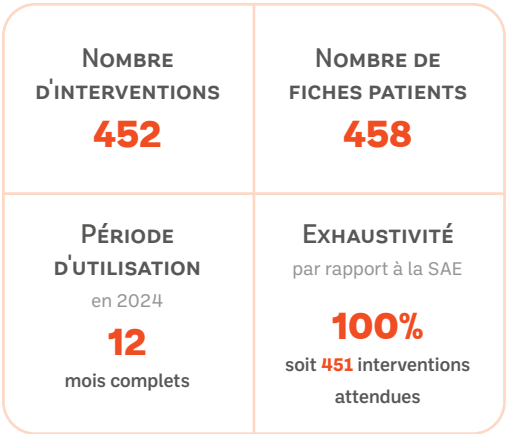 Nombre
d'interventions
452
Nombre de
fiches patients
458
Période
d'utilisation
en 2024
12
mois complets
Exhaustivité
par rapport à la SAE
100%
soit 451 interventions
attendues